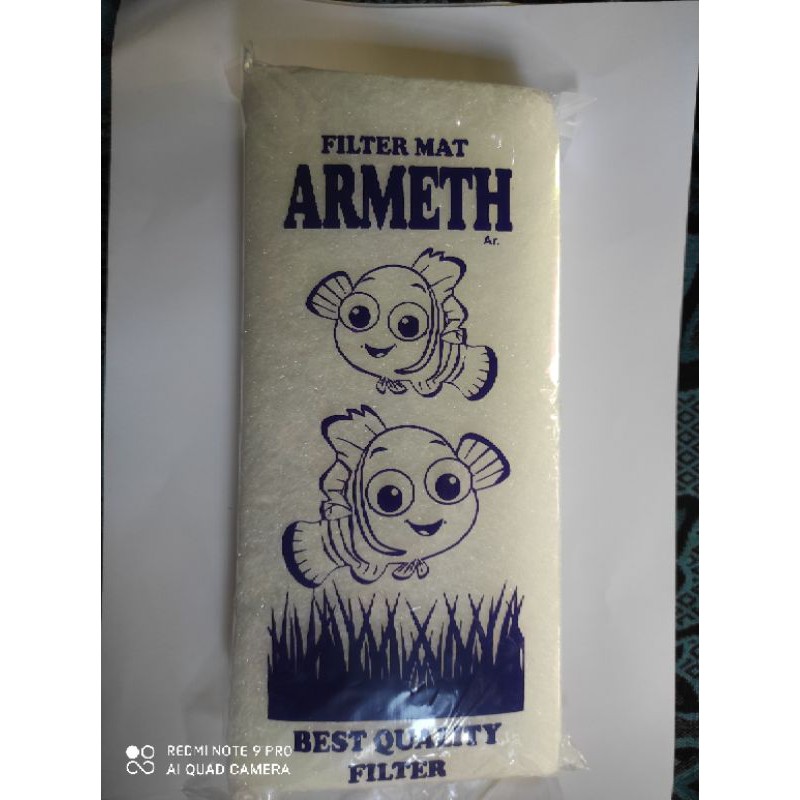 FILTER MAT
ARMETH
Ar.
BEST QUALITY
FILTER
REDMI NOTE 9 PRO
AI QUAD CAMERA